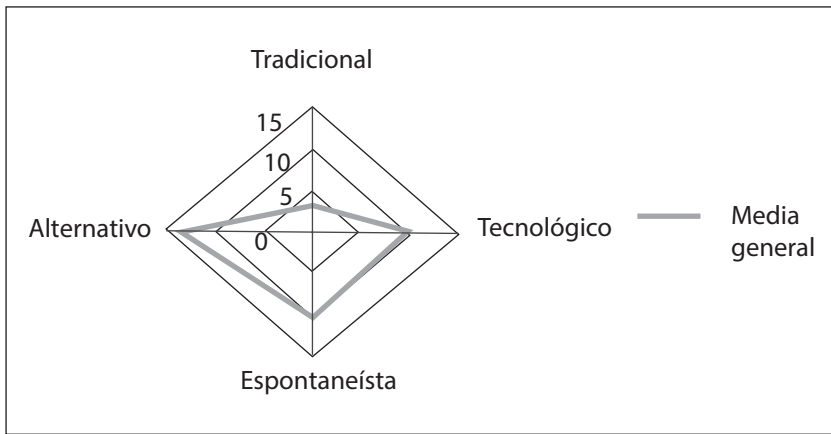 Tradicional
15
10
5
0
Alternativo
Tecnológico
Espontaneísta
Media
general